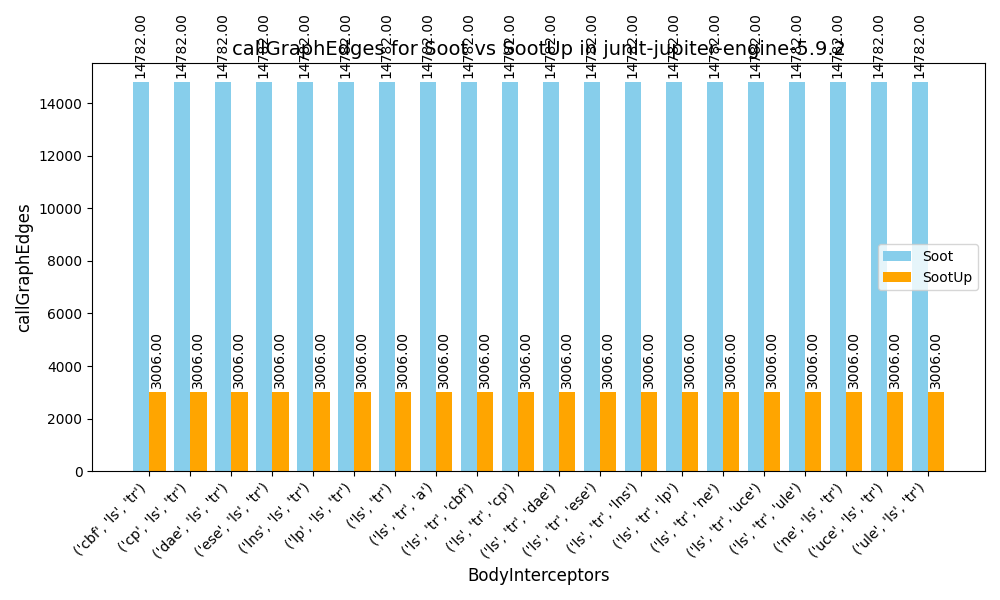 callGraphEdges for Soot vs SootUp in junit-jupiter-engine-5.9.2
14782.00 14782.00 14782.00 14782.00 14782.00 14782.00 14782.00 14782.00 14782.00 14782.00 14782.00 14782.00 14782.00 14782.00 14782.00 14782.00 14782.00 14782.00 14782.00 14782.00
callGraphEdges
14000
12000
10000
8000
6000
4000
2000
0
Soot
SootUp
3006.00 3006.00 3006.00 3006.00 3006.00 3006.00 3006.00 3006.00 3006.00 3006.00 3006.00 3006.00 3006.00 3006.00 3006.00 3006.00 3006.00 3006.00 3006.00 3006.00
('cbf', 'ls', 'tr')
('cp', 'ls', 'tr')
('dae', 'ls', 'tr')
('ese', 'ls', 'tr')
('lns', 'ls', 'tr')
('lp', 'ls', 'tr')
('ls', 'tr')
('ls', 'tr', 'a')
('ls', 'tr', 'cbf')
('ls', 'tr', 'cp')
('ls', 'tr', 'dae')
('ls', 'tr', 'ese')
('ls', 'tr', 'lns')
('ls', 'tr', 'lp')
('ls', 'tr', 'ne')
('ls', 'tr', 'uce')
('ls', 'tr', 'ule')
('ne', 'ls', 'tr')
('uce', 'ls', 'tr')
('ule', 'ls', 'tr')
BodyInterceptors